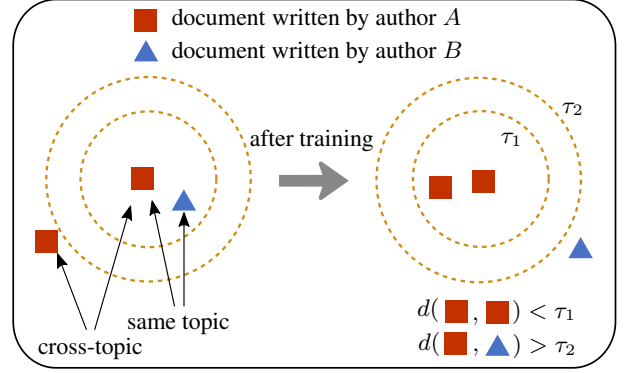 document written by author A
document written by author B
after training
τ₂
τ₁
same topic
cross-topic
d( , ) < τ₁
d( , ) > τ₂